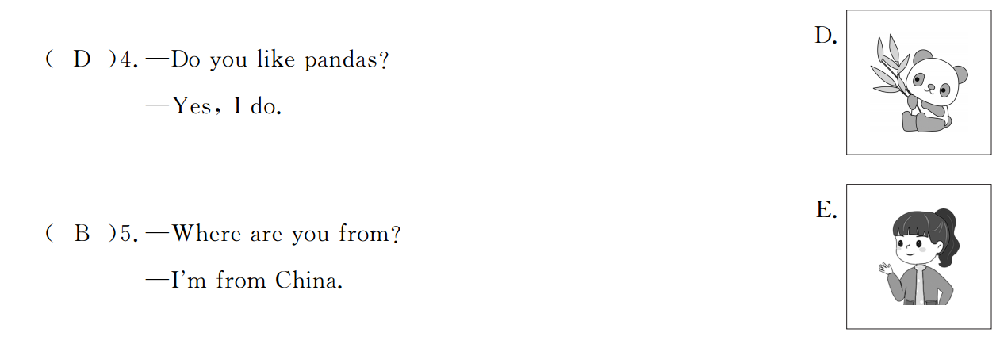 ( D )4. —Do you like pandas?
—Yes, I do.
D.
( B )5. —Where are you from?
—I'm from China.
E.